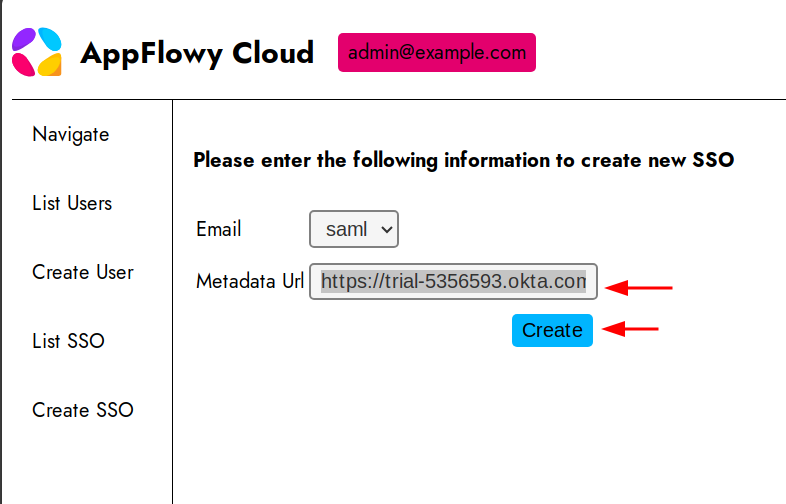 AppFlowy Cloud
admin@example.com
Navigate
List Users
Create User
List SSO
Create SSO
Please enter the following information to create new SSO
Email saml
Metadata Url https://trial-5356593.okta.com
Create